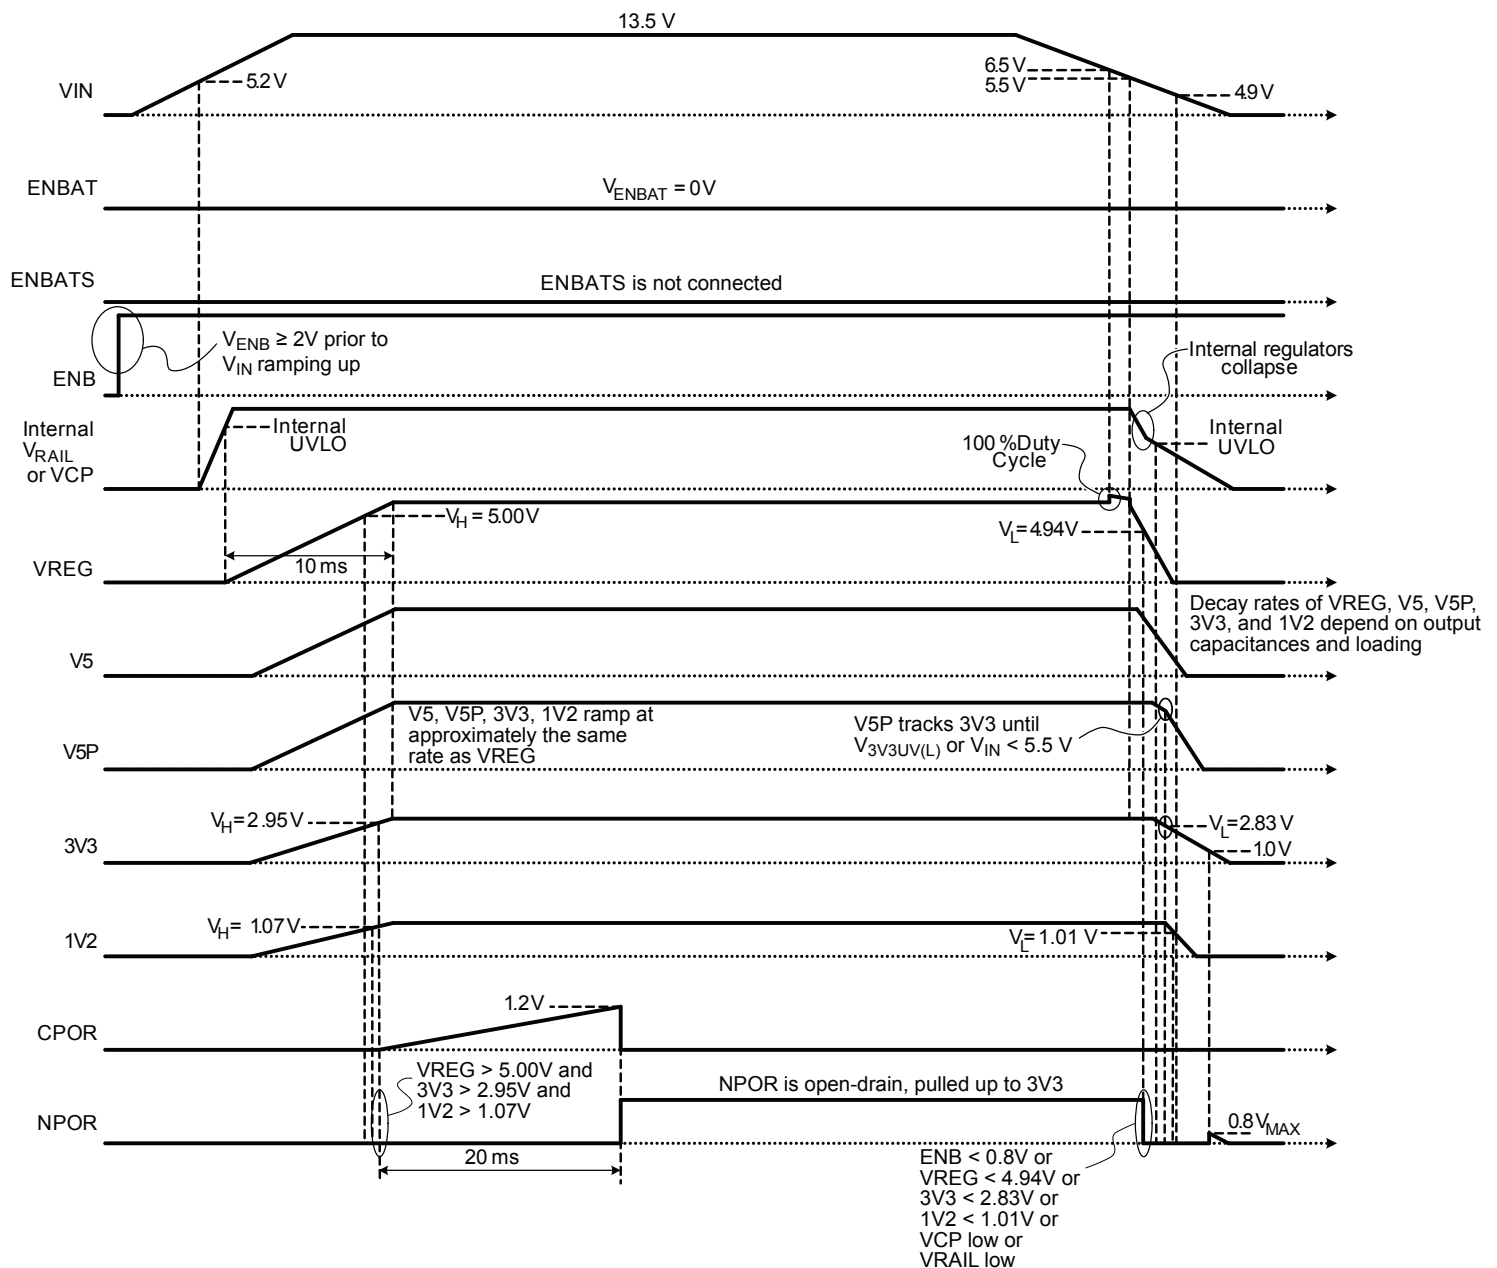 13.5 V
VIN
5.2V
6.5V
5.5V
4.9V
ENBAT
VENBAT = 0V
ENBATS
ENBATS is not connected
ENB
VENB ≥ 2V prior to
VIN ramping up
Internal regulators
collapse
Internal
VRAIL
or VCP
Internal
UVLO
100 %Duty
Cycle
Internal
UVLO
VREG
VH = 5.00V
10 ms
VL=4.94V
Decay rates of VREG, V5, V5P,
3V3, and 1V2 depend on output
capacitances and loading
V5
V5P
V5, V5P, 3V3, 1V2 ramp at
approximately the same
rate as VREG
V5P tracks 3V3 until
V3V3UV(L) or VIN < 5.5 V
3V3
VH=2.95V
VL=2.83V
1.0V
1V2
VH= 1.07V
VL=1.01 V
CPOR
1.2V
VREG > 5.00V and
3V3 > 2.95V and
1V2 > 1.07V
NPOR
NPOR is open-drain, pulled up to 3V3
0.8VMAX
20 ms
ENB < 0.8V or
VREG < 4.94V or
3V3 < 2.83V or
1V2 < 1.01V or
VCP low or
VRAIL low